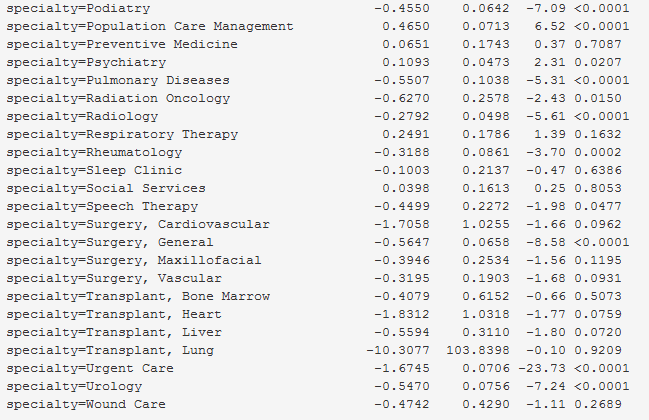 specialty=Podiatry -0.4550 0.0642 -7.09 <0.0001
specialty=Population Care Management 0.4650 0.0713 6.52 <0.0001
specialty=Preventive Medicine 0.0651 0.1743 0.37 0.7087
specialty=Psychiatry 0.1093 0.0473 2.31 0.0207
specialty=Pulmonary Diseases -0.5507 0.1038 -5.31 <0.0001
specialty=Radiation Oncology -0.6270 0.2578 -2.43 0.0150
specialty=Radiology -0.2792 0.0498 -5.61 <0.0001
specialty=Respiratory Therapy 0.2491 0.1786 1.39 0.1632
specialty=Rheumatology -0.3188 0.0861 -3.70 0.0002
specialty=Sleep Clinic -0.1003 0.2137 -0.47 0.6386
specialty=Social Services 0.0398 0.1613 0.25 0.8053
specialty=Speech Therapy -0.4499 0.2272 -1.98 0.0477
specialty=Surgery, Cardiovascular -1.7058 1.0255 -1.66 0.0962
specialty=Surgery, General -0.5647 0.0658 -8.58 <0.0001
specialty=Surgery, Maxillofacial -0.3946 0.2534 -1.56 0.1195
specialty=Surgery, Vascular -0.3195 0.1903 -1.68 0.0931
specialty=Transplant, Bone Marrow -0.4079 0.6152 -0.66 0.5073
specialty=Transplant, Heart -1.8312 1.0318 -1.77 0.0759
specialty=Transplant, Liver -0.5594 0.3110 -1.80 0.0720
specialty=Transplant, Lung -10.3077 103.8398 -0.10 0.9209
specialty=Urgent Care -1.6745 0.0706 -23.73 <0.0001
specialty=Urology -0.5470 0.0756 -7.24 <0.0001
specialty=Wound Care -0.4742 0.4290 -1.11 0.2689